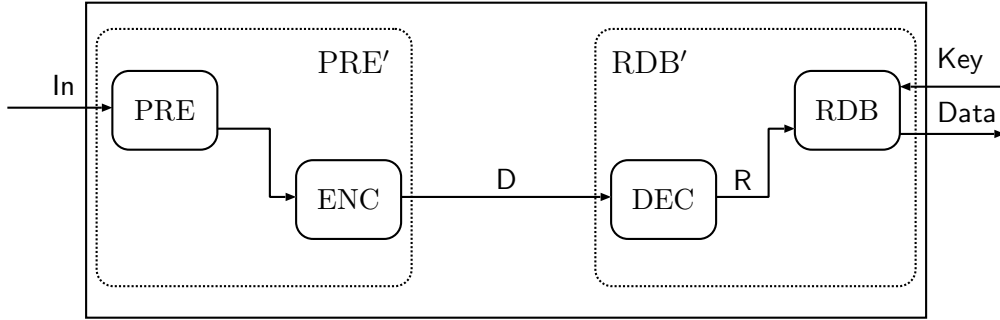 PRE′
RDB′
In
PRE
RDB
Key
Data
ENC
D
DEC
R